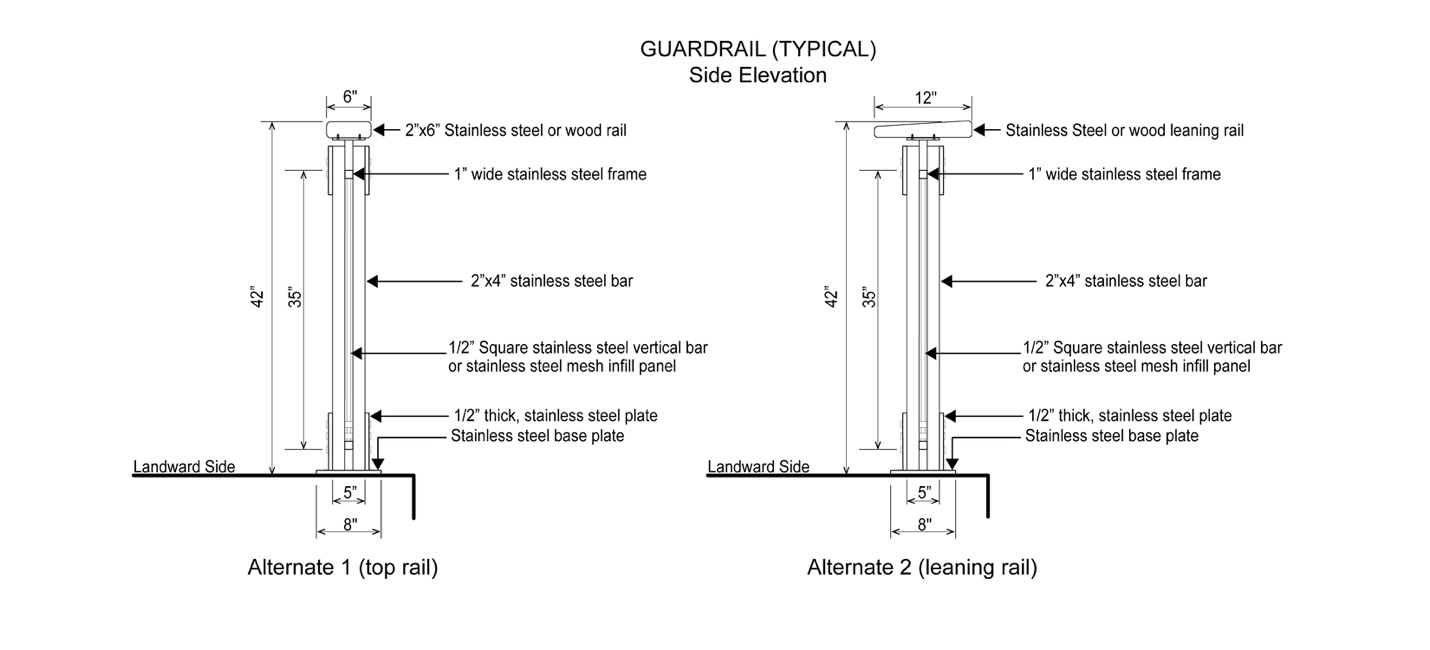 GUARDRAIL (TYPICAL)
Side Elevation
6"
2”x6” Stainless steel or wood rail
1” wide stainless steel frame
42”
35”
2”x4” stainless steel bar
1/2” Square stainless steel vertical bar
or stainless steel mesh infill panel
1/2” thick, stainless steel plate
Stainless steel base plate
Landward Side
5”
8"
Alternate 1 (top rail)
12"
Stainless Steel or wood leaning rail
1” wide stainless steel frame
42”
35”
2”x4” stainless steel bar
1/2” Square stainless steel vertical bar
or stainless steel mesh infill panel
1/2” thick, stainless steel plate
Stainless steel base plate
Landward Side
5”
8"
Alternate 2 (leaning rail)